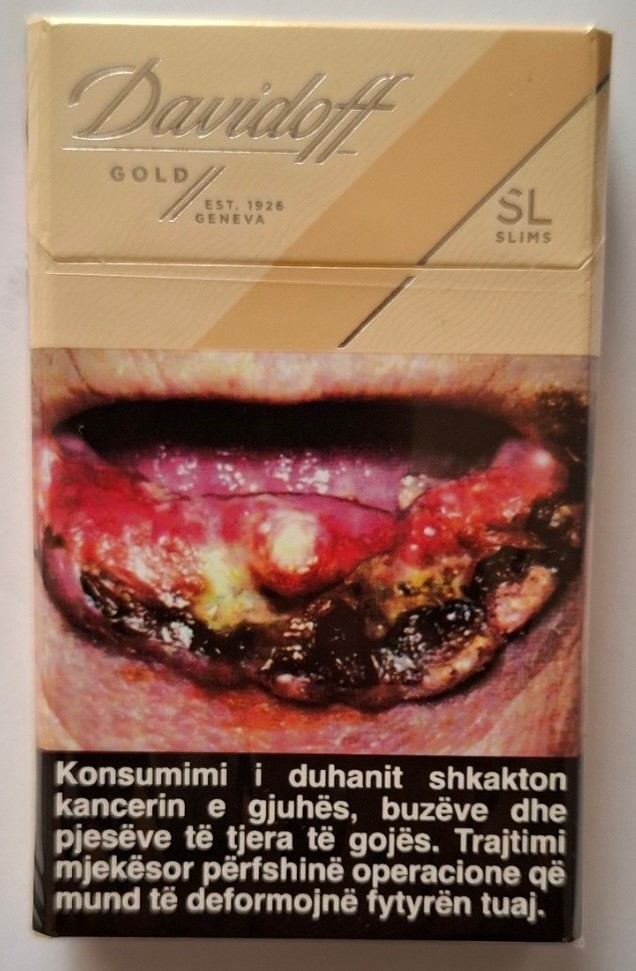 Davidoff
GOLD
EST. 1926
GENEVA
SL
SLIMS
Konsumimi i duhanit shkakton
kancerin e gjuhës, buzëve dhe
pjesëve të tjera të gojës. Trajtimi
mjekësor përfshinë operacione që
mund të deformojnë fytyrën tuaj.